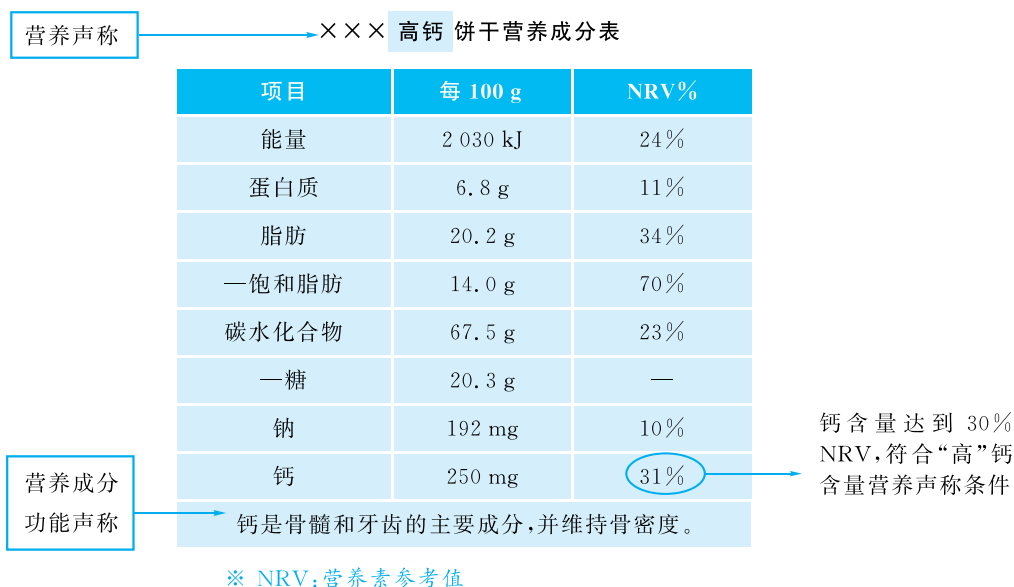 营养声称
×××高钙饼干营养成分表
项目 每 100 g NRV%
能量 2 030 kJ 24%
蛋白质 6.8 g 11%
脂肪 20.2 g 34%
—饱和脂肪 14.0 g 70%
碳水化合物 67.5 g 23%
—糖 20.3 g —
钠 192 mg 10%
钙 250 mg 31%
钙含量达到 30%
NRV,符合“高”钙
含量营养声称条件
营养成分
功能声称
钙是骨髓和牙齿的主要成分,并维持骨密度。
※ NRV:营养素参考值